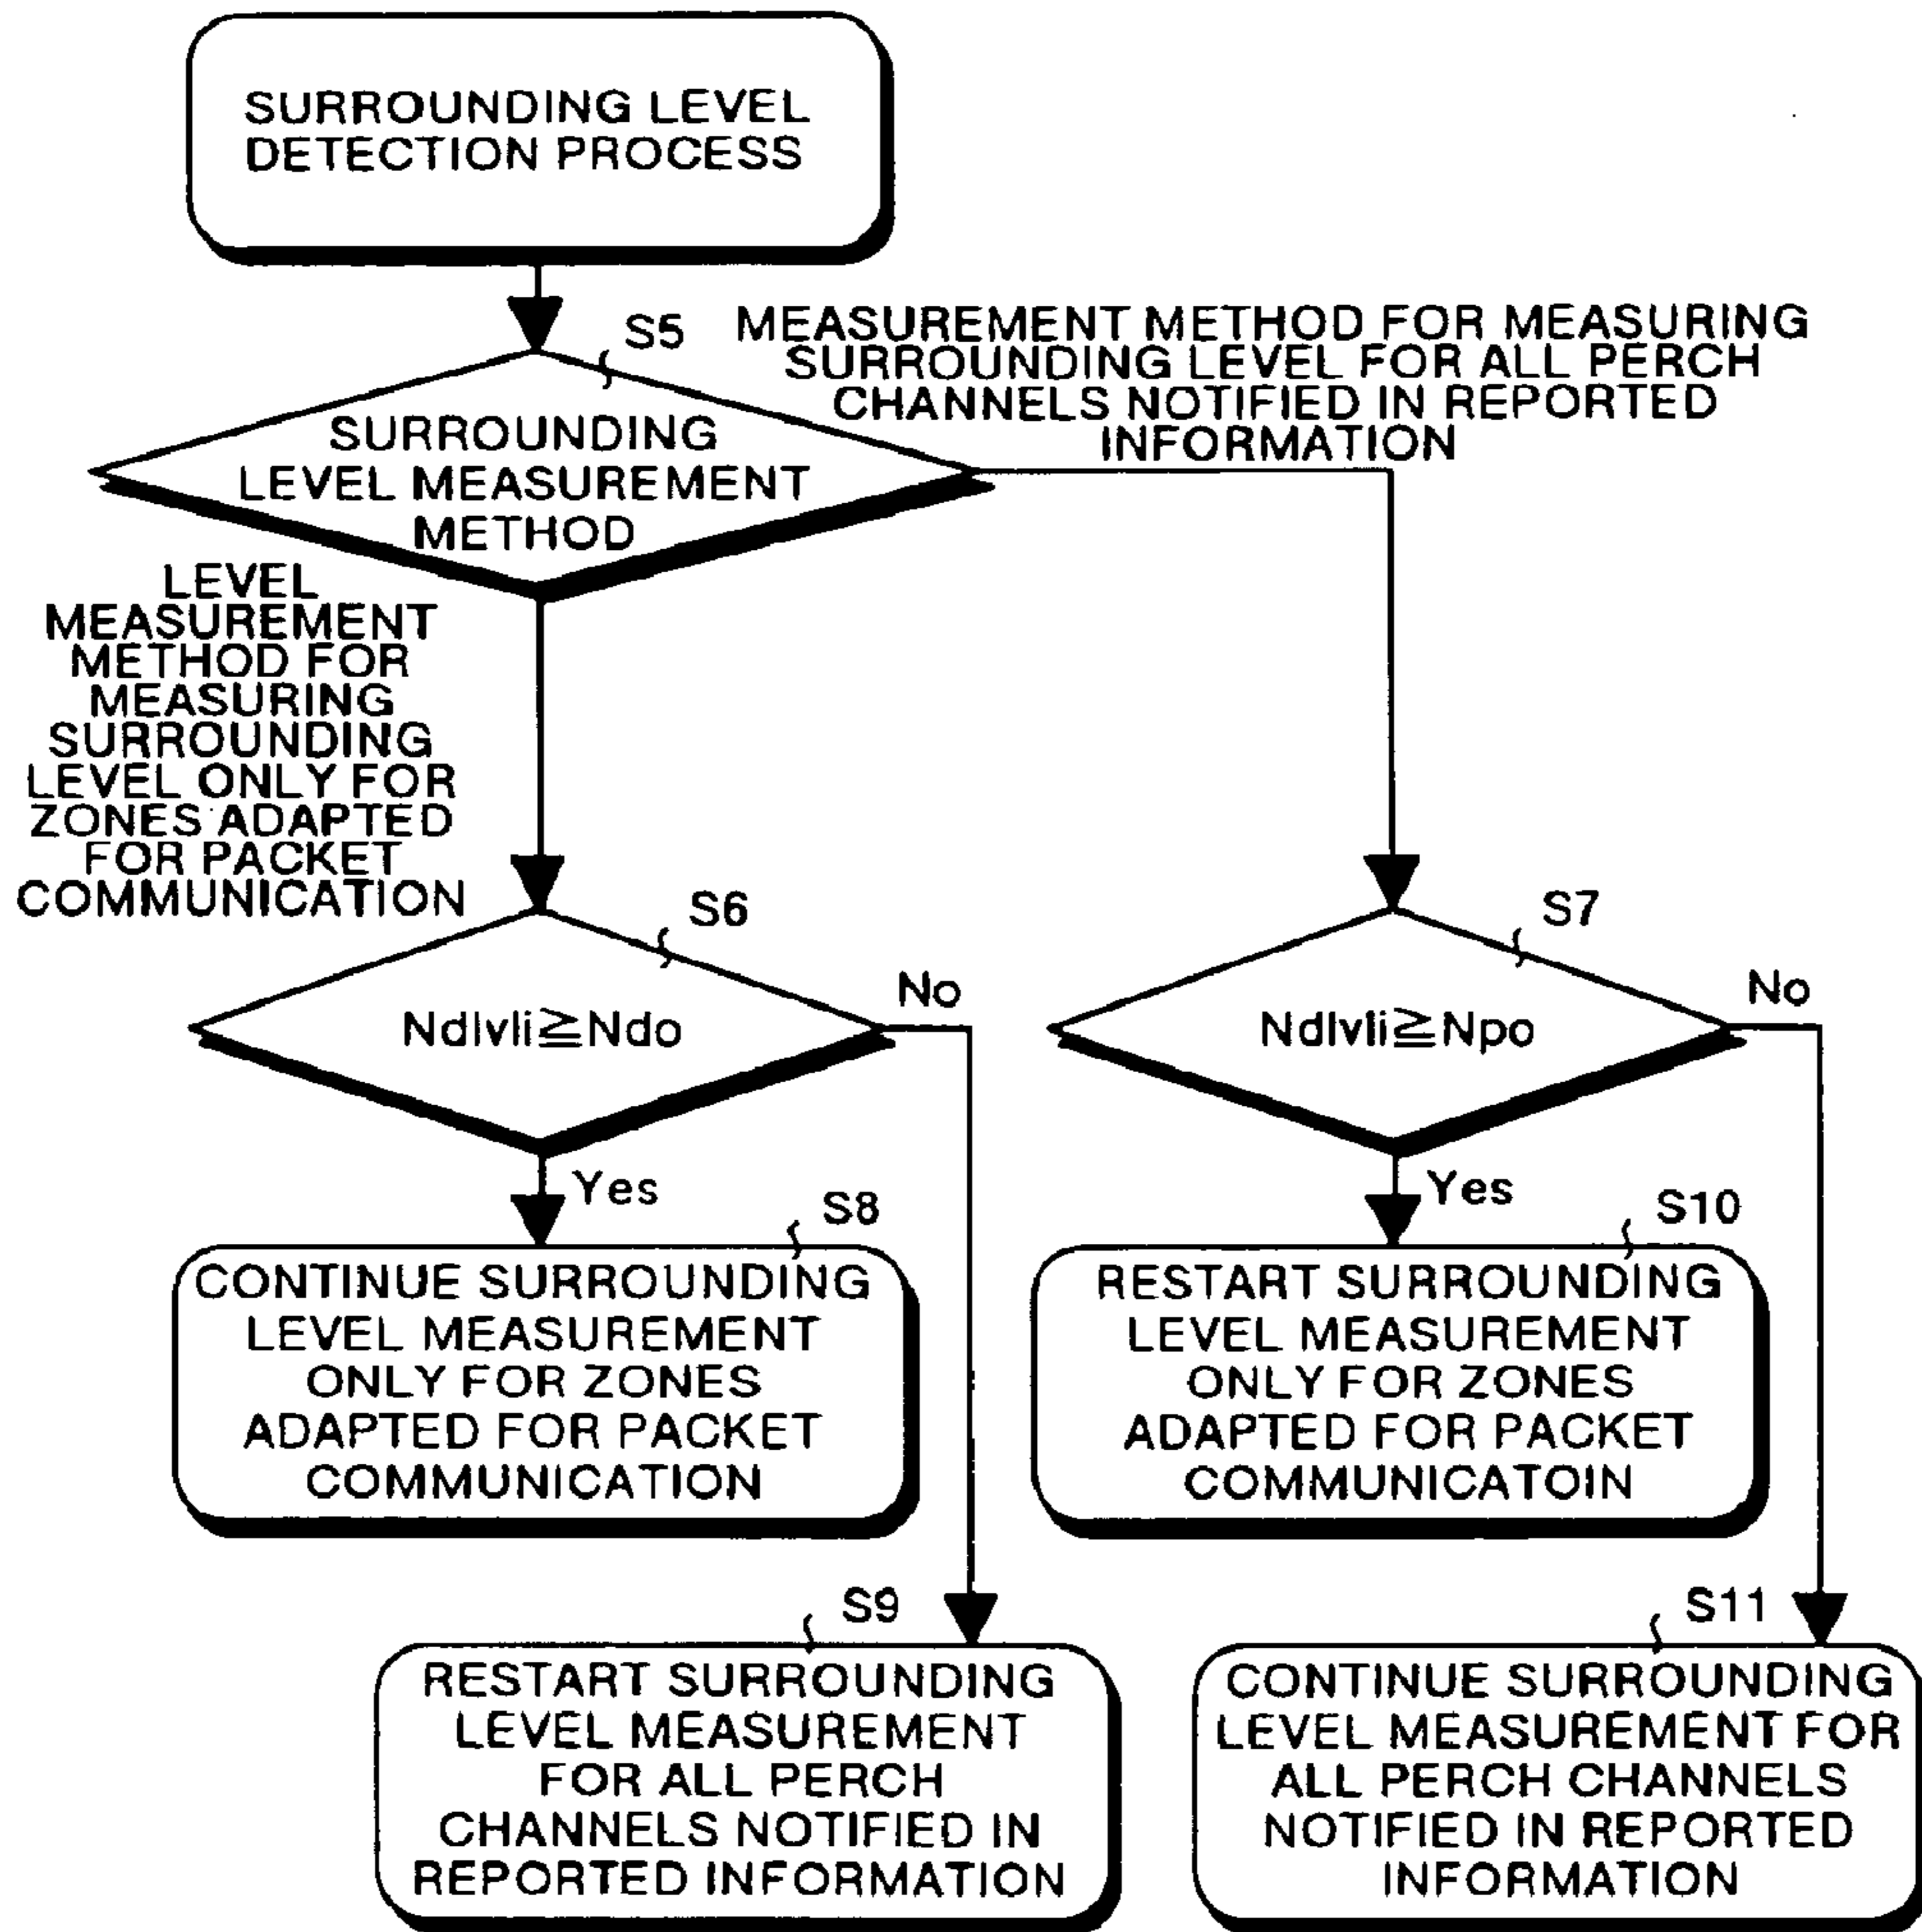 SURROUNDING LEVEL
DETECTION PROCESS
S5
MEASUREMENT METHOD FOR MEASURING
SURROUNDING LEVEL FOR ALL PERCH
CHANNELS NOTIFIED IN REPORTED
INFORMATION
SURROUNDING
LEVEL MEASUREMENT
METHOD
LEVEL
MEASUREMENT
METHOD FOR
MEASURING
SURROUNDING
LEVEL ONLY FOR
ZONES ADAPTED
FOR PACKET
COMMUNICATION
S6
Ndlvli≧Ndo
No
Yes
S7
Ndlvli≧Npo
No
Yes
S8
CONTINUE SURROUNDING
LEVEL MEASUREMENT
ONLY FOR ZONES
ADAPTED FOR PACKET
COMMUNICATION
S10
RESTART SURROUNDING
LEVEL MEASUREMENT
ONLY FOR ZONES
ADAPTED FOR PACKET
COMMUNICATOIN
S9
RESTART SURROUNDING
LEVEL MEASUREMENT
FOR ALL PERCH
CHANNELS NOTIFIED IN
REPORTED INFORMATION
S11
CONTINUE SURROUNDING
LEVEL MEASUREMENT FOR
ALL PERCH CHANNELS
NOTIFIED IN REPORTED
INFORMATION